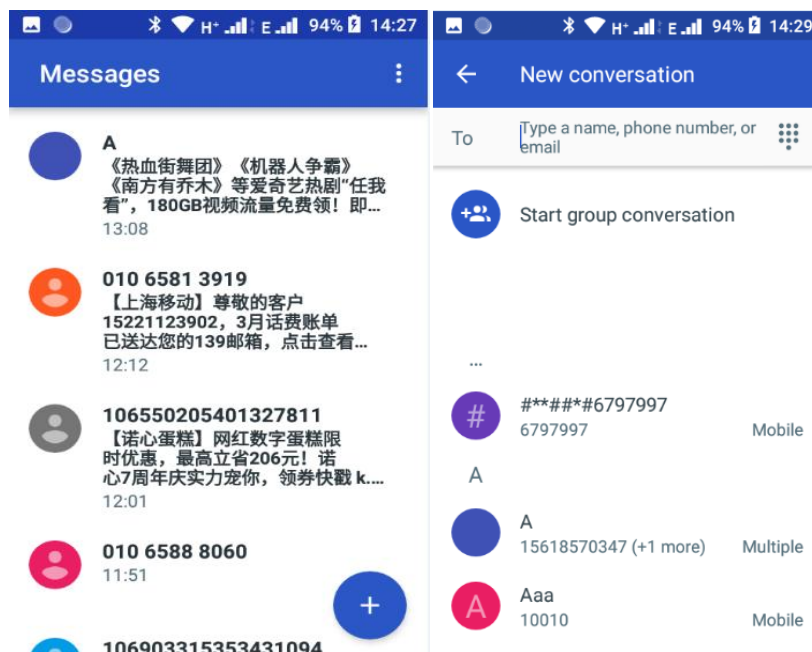 H+ E 94% 14:27
Messages
A
《热血街舞团》《机器人争霸》
《南方有乔木》等爱奇艺热剧“任我
看”，180GB视频流量免费领！即...
13:08
010 6581 3919
【上海移动】尊敬的客户
15221123902，3月话费账单
已送达您的139邮箱，点击查看...
12:12
106550205401327811
【诺心蛋糕】网红数字蛋糕限
时优惠，最高立省206元！诺
心7周年庆实力宠你，领券快戳 k....
12:01
010 6588 8060
11:51
+
106903315353431094
H+ E 94% 14:29
New conversation
To
Type a name, phone number, or
email
Start group conversation
...
#
#**##*#6797997
6797997 Mobile
A
A
15618570347 (+1 more) Multiple
A
Aaa
10010 Mobile